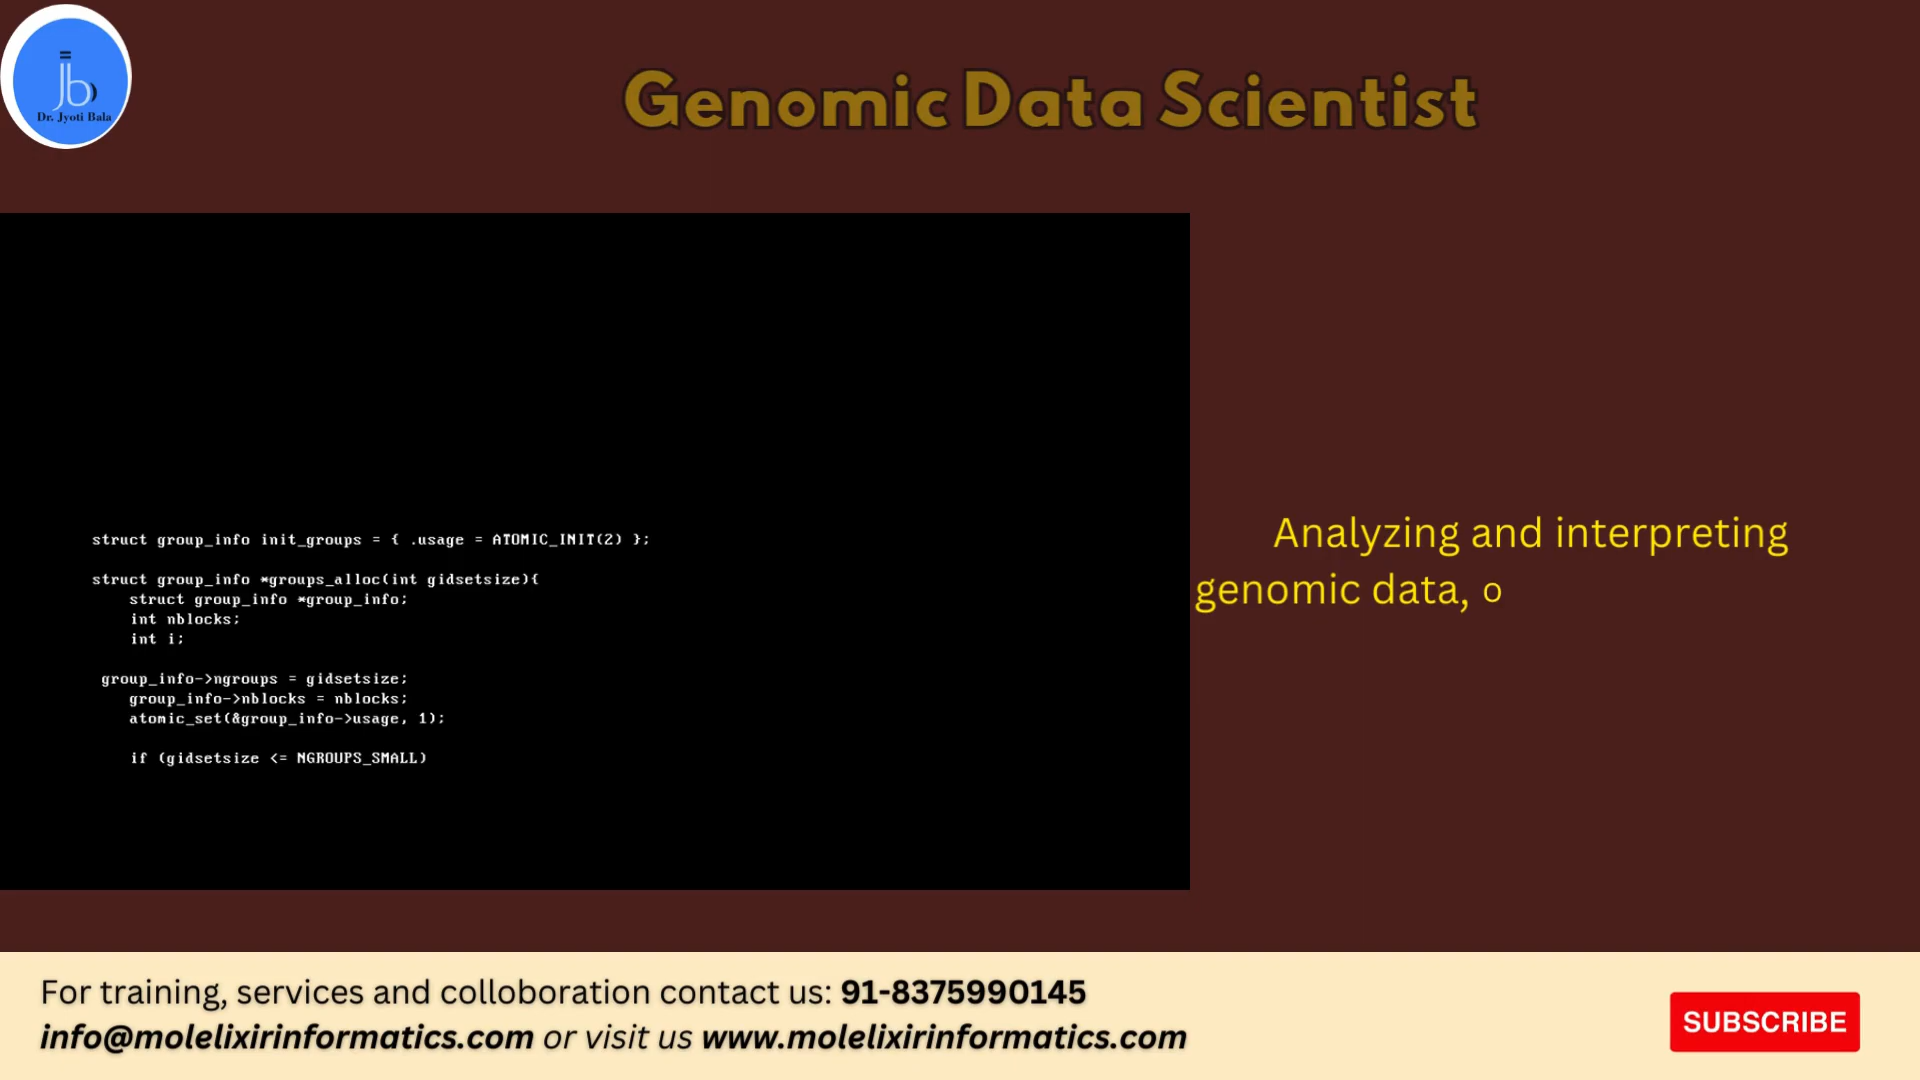 jb
Dr. Jyoti Bala
Genomic Data Scientist
struct group_info init_groups = { .usage = ATOMIC_INIT(2) };
struct group_info *groups_alloc(int gidsetsize){
struct group_info *group_info;
int nblocks;
int i;
group_info->ngroups = gidsetsize;
group_info->nblocks = nblocks;
atomic_set(&group_info->usage, 1);
if (gidsetsize <= NGROUPS_SMALL)
Analyzing and interpreting
genomic data, o
For training, services and colloboration contact us: 91-8375990145
info@molelixirinformatics.com or visit us www.molelixirinformatics.com
SUBSCRIBE